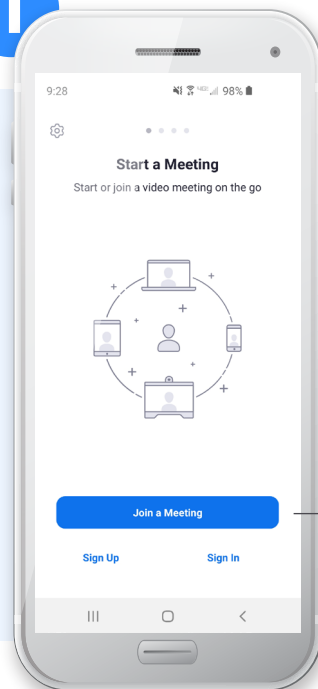 9:28 98%
Start a Meeting
Start or join a video meeting on the go
Join a Meeting
Sign Up Sign In